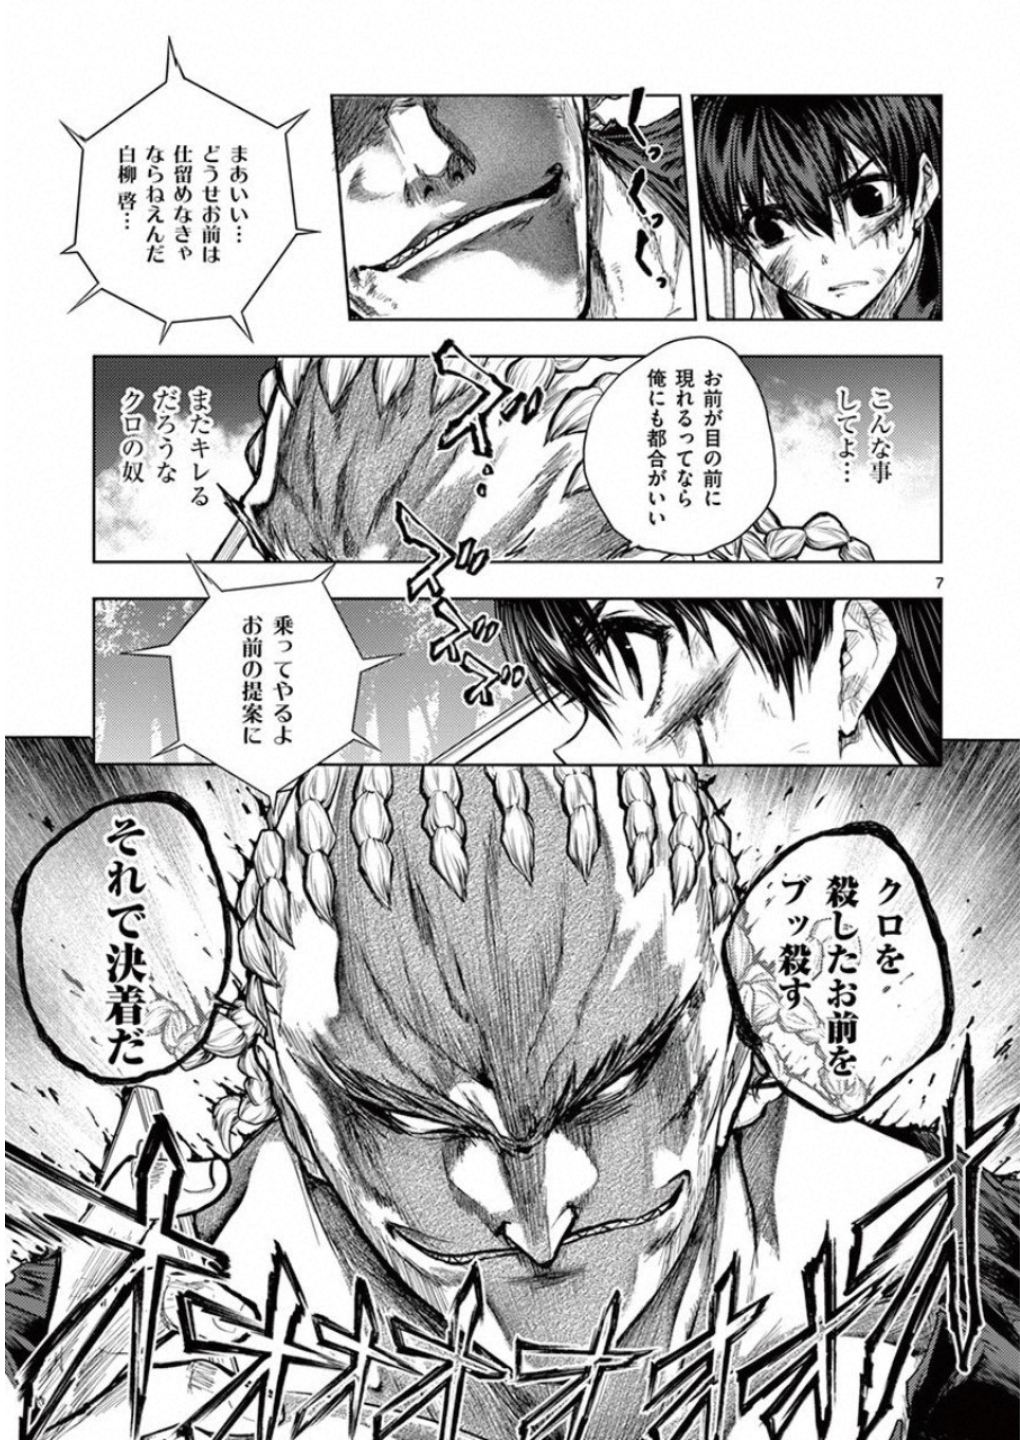 にいっ
まあいい…
どうせお前は
仕留めなきゃ
ならねえんだ
白柳 啓…
こんな事
してよ…
お前が目の前に
現れるってなら
俺にも都合がいい
またキレる
だろうな
クロの奴
ズズズズ
7
乗ってやるよ
お前の提案に
クロを
殺したお前を
ブッ殺す
それで決着だ
オオオオオオオオ